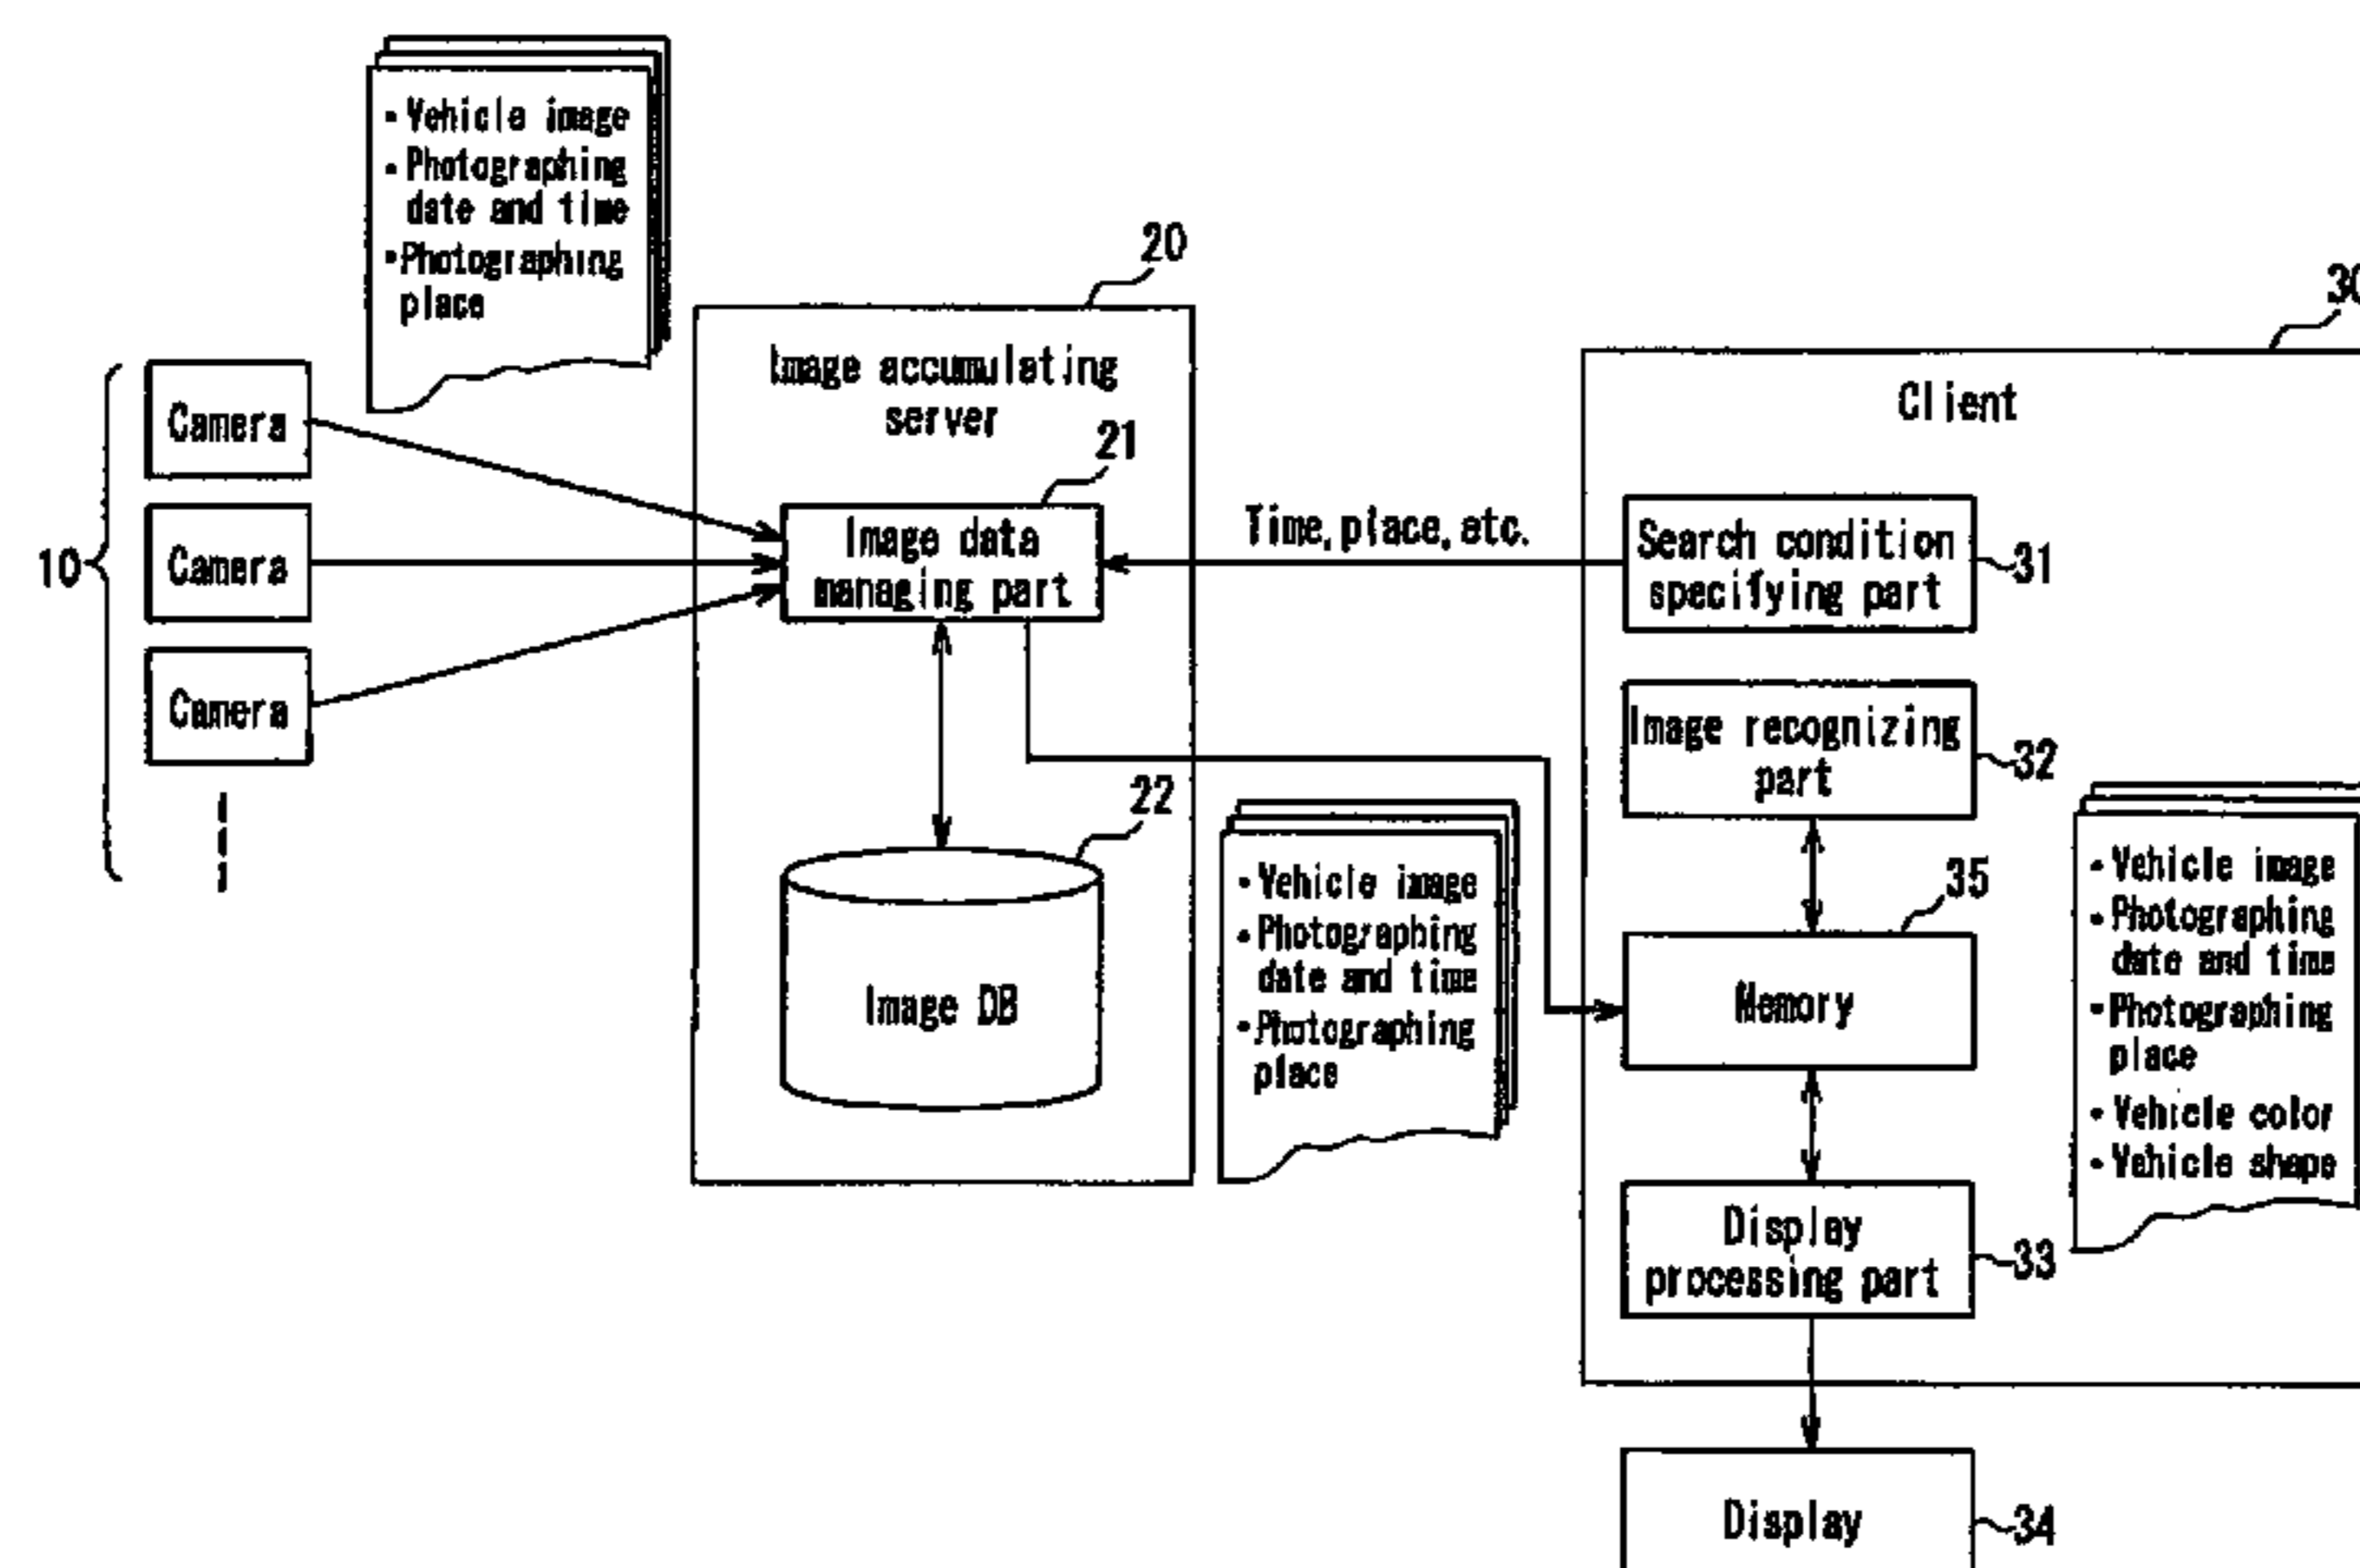 • Vehicle image
• Photographing
date and time
• Photographing
place
20
30
Image accumulating
server
Client
21
Camera
Camera
Camera
10
Image data
managing part
Time, place, etc.
Search condition
specifying part
31
Image recognizing
part
32
22
Image DB
• Vehicle image
• Photographing
date and time
• Photographing
place
35
Memory
• Vehicle image
• Photographing
date and time
• Photographing
place
• Vehicle color
• Vehicle shape
Display
processing part
33
Display
34